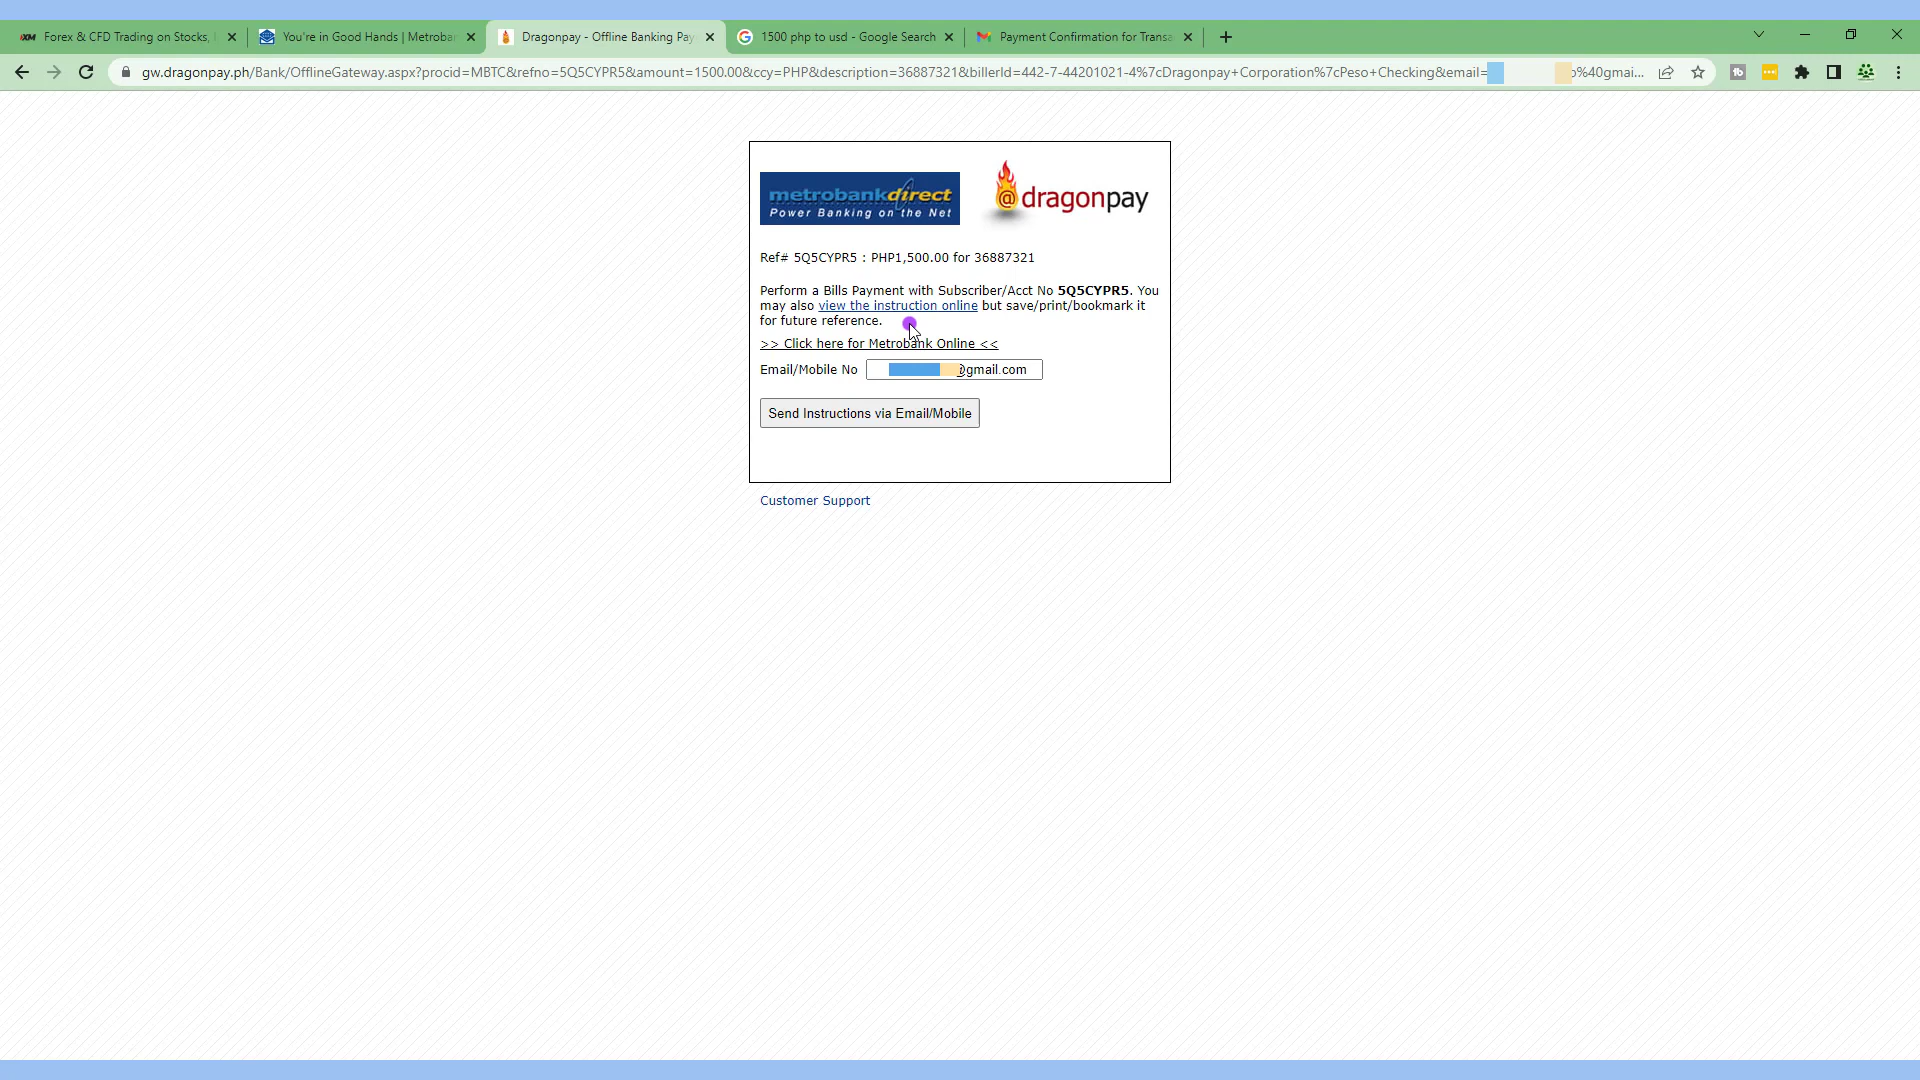 Forex & CFD Trading on Stocks,
You're in Good Hands | Metroban
Dragonpay - Offline Banking Pay
1500 php to usd - Google Search
Payment Confirmation for Transa
gw.dragonpay.ph/Bank/OfflineGateway.aspx?procid=MBTC&refno=5Q5CYPR5&amount=1500.00&ccy=PHP&description=36887321&billerId=442-7-44201021-4%7cDragonpay+Corporation%7cPeso+Checking&email= %40gmai...
metrobankdirect
Power Banking on the Net
@dragonpay
Ref# 5Q5CYPR5 : PHP1,500.00 for 36887321
Perform a Bills Payment with Subscriber/Acct No 5Q5CYPR5. You
may also view the instruction online but save/print/bookmark it
for future reference.
>> Click here for Metrobank Online <<
Email/Mobile No @gmail.com
Send Instructions via Email/Mobile
Customer Support